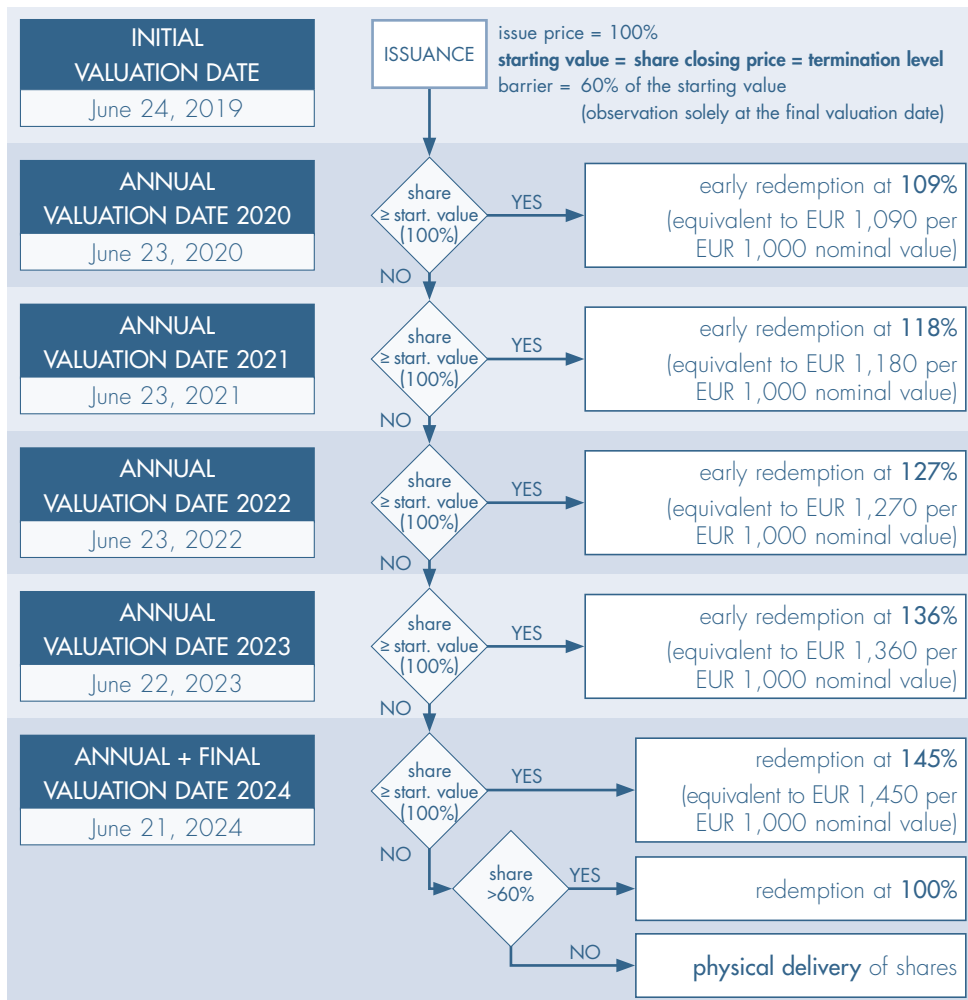 INITIAL
VALUATION DATE
June 24, 2019
ISSUANCE
issue price = 100%
starting value = share closing price = termination level
barrier = 60% of the starting value
(observation solely at the final valuation date)
ANNUAL
VALUATION DATE 2020
June 23, 2020
share
≥ start. value
(100%)
YES
NO
early redemption at 109%
(equivalent to EUR 1,090 per
EUR 1,000 nominal value)
ANNUAL
VALUATION DATE 2021
June 23, 2021
share
≥ start. value
(100%)
YES
NO
early redemption at 118%
(equivalent to EUR 1,180 per
EUR 1,000 nominal value)
ANNUAL
VALUATION DATE 2022
June 23, 2022
share
≥ start. value
(100%)
YES
NO
early redemption at 127%
(equivalent to EUR 1,270 per
EUR 1,000 nominal value)
ANNUAL
VALUATION DATE 2023
June 22, 2023
share
≥ start. value
(100%)
YES
NO
early redemption at 136%
(equivalent to EUR 1,360 per
EUR 1,000 nominal value)
ANNUAL + FINAL
VALUATION DATE 2024
June 21, 2024
share
≥ start. value
(100%)
YES
NO
redemption at 145%
(equivalent to EUR 1,450 per
EUR 1,000 nominal value)
share
>60%
YES
redemption at 100%
NO
physical delivery of shares